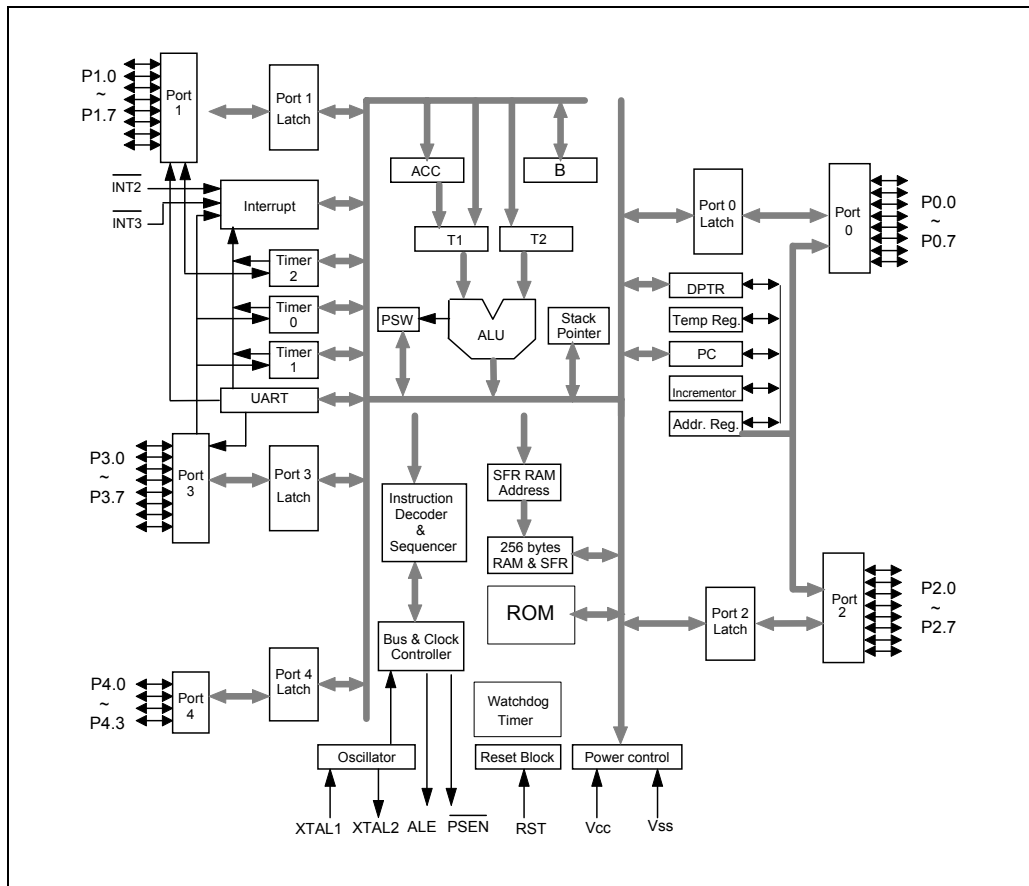 P1.0
~
P1.7
Port
1
Port 1
Latch
INT2
INT3
Interrupt
Timer
2
Timer
0
Timer
1
UART
P3.0
~
P3.7
Port
3
Port 3
Latch
P4.0
~
P4.3
Port
4
Port 4
Latch
ACC
B
T1
T2
PSW
ALU
Stack
Pointer
Instruction
Decoder
&
Sequencer
SFR RAM
Address
256 bytes
RAM & SFR
ROM
Bus & Clock
Controller
Watchdog
Timer
Oscillator
Reset Block
Power control
XTAL1
XTAL2
ALE
PSEN
RST
Vcc
Vss
Port 0
Latch
Port
0
P0.0
~
P0.7
DPTR
Temp Reg.
PC
Incrementor
Addr. Reg.
Port 2
Latch
Port
2
P2.0
~
P2.7